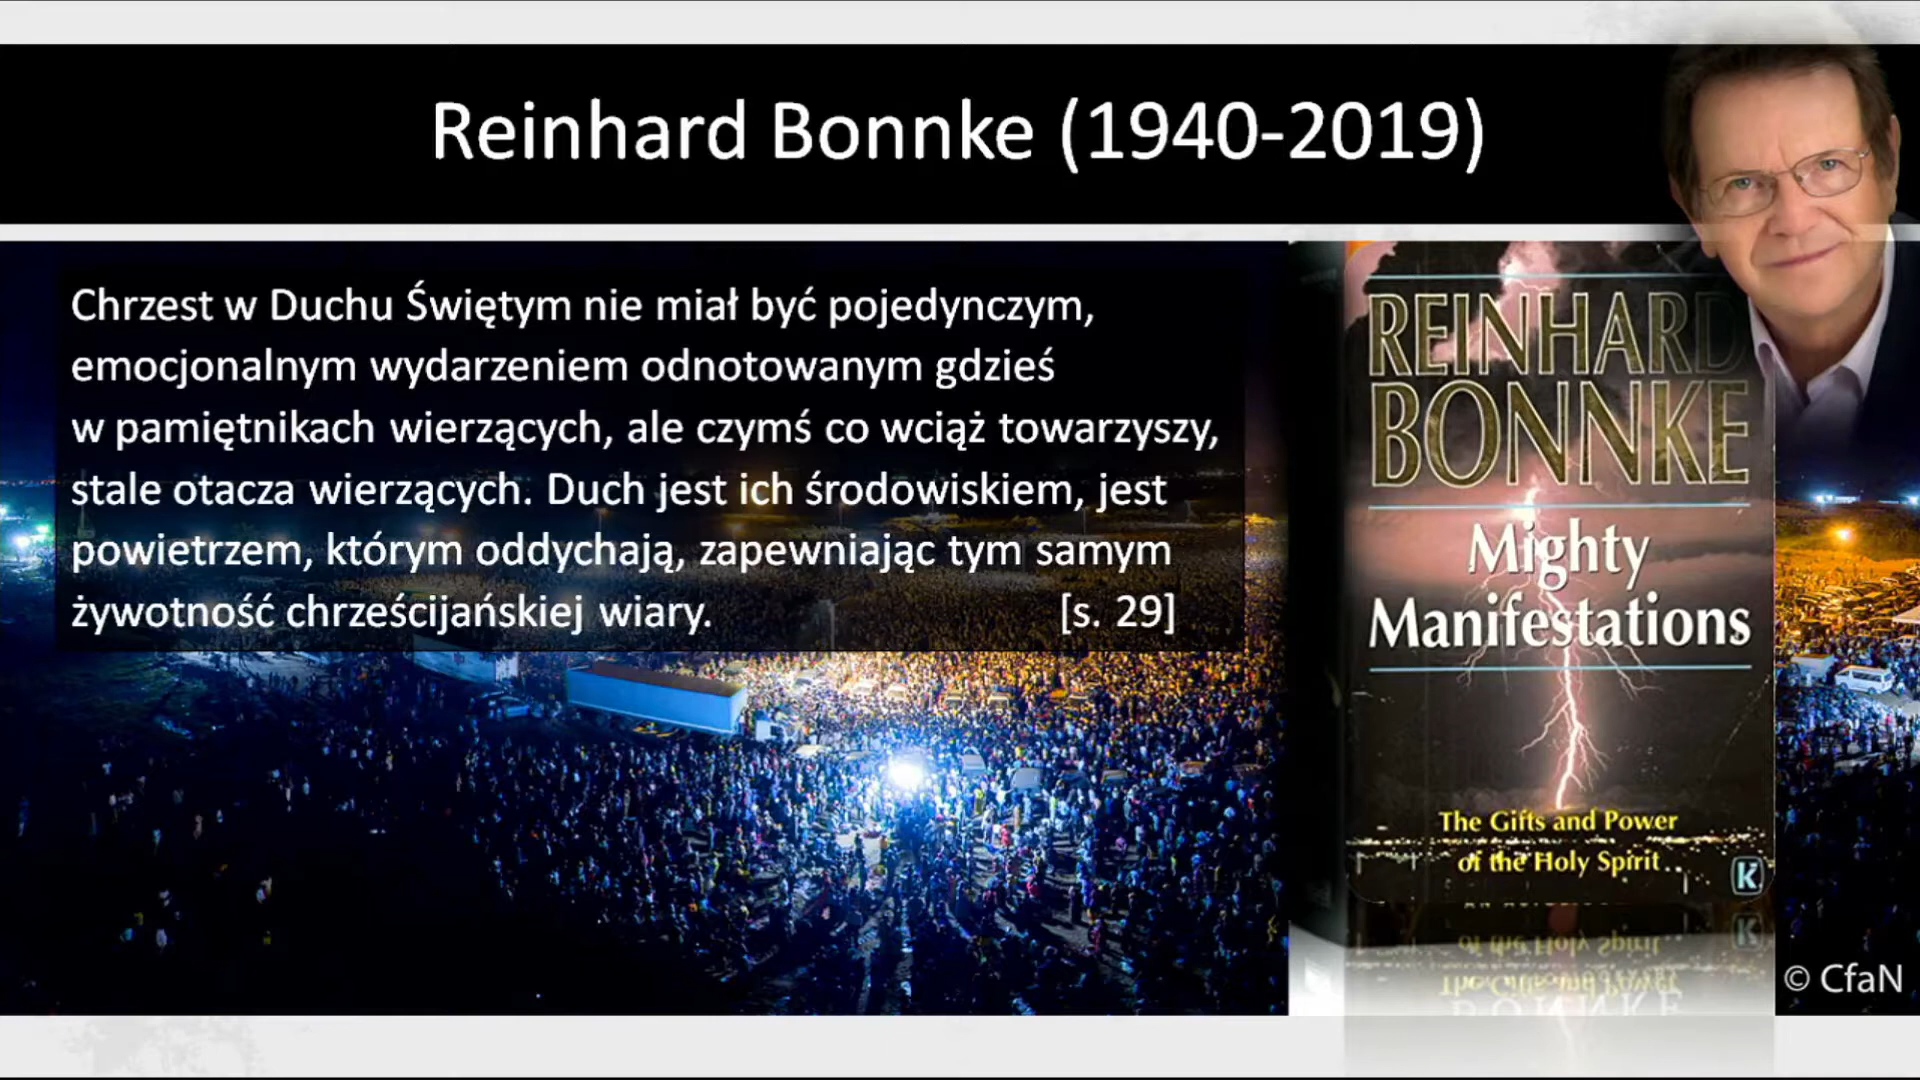 Reinhard Bonnke (1940-2019)
Chrzest w Duchu Świętym nie miał być pojedynczym,
emocjonalnym wydarzeniem odnotowanym gdzieś
w pamiętnikach wierzących, ale czymś co wciąż towarzyszy,
stale otacza wierzących. Duch jest ich środowiskiem, jest
powietrzem, którym oddychają, zapewniając tym samym
żywotność chrześcijańskiej wiary. [s. 29]
REINHARD
BONNKE
Mighty
Manifestations
The Gifts and Power
of the Holy Spirit
K
© CfaN